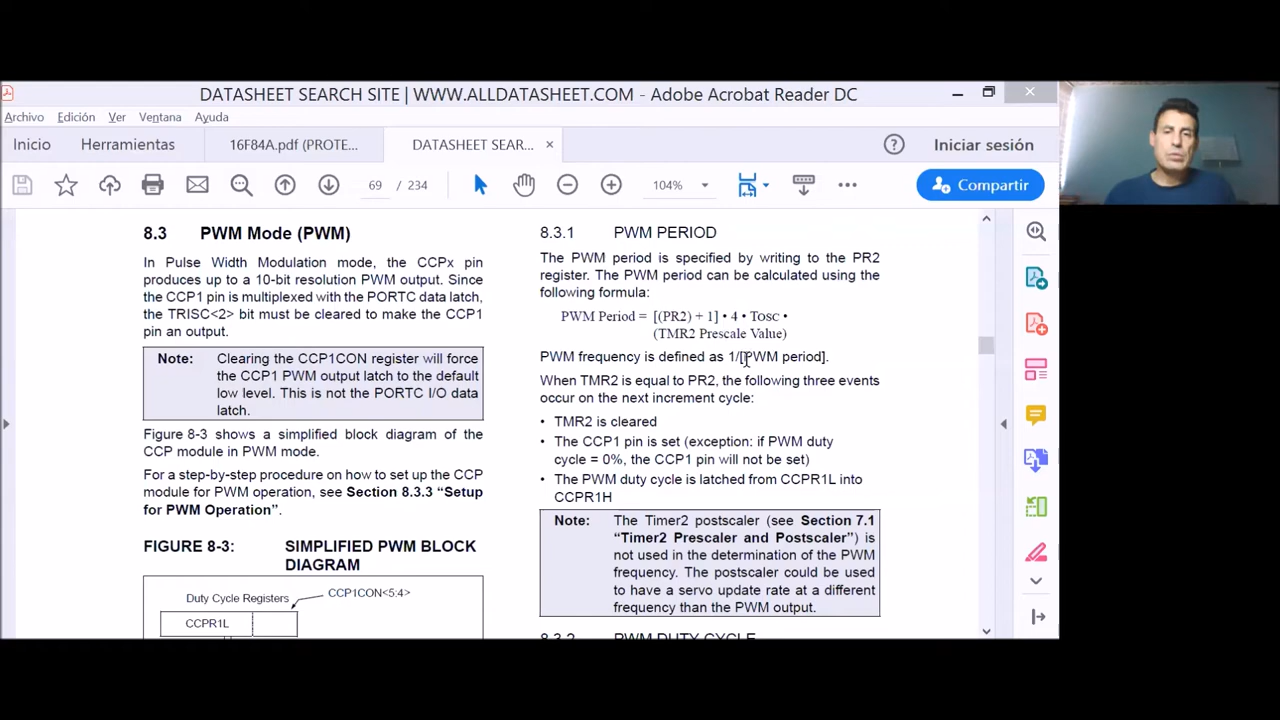 DATASHEET SEARCH SITE | WWW.ALLDATASHEET.COM - Adobe Acrobat Reader DC
Archivo Edición Ver Ventana Ayuda
Inicio Herramientas 16F84A.pdf (PROTE... DATASHEET SEAR... × Iniciar sesión
69 / 234 104% Compartir
8.3 PWM Mode (PWM)
In Pulse Width Modulation mode, the CCPx pin
produces up to a 10-bit resolution PWM output. Since
the CCP1 pin is multiplexed with the PORTC data latch,
the TRISC<2> bit must be cleared to make the CCP1
pin an output.
Note: Clearing the CCP1CON register will force
the CCP1 PWM output latch to the default
low level. This is not the PORTC I/O data
latch.
Figure 8-3 shows a simplified block diagram of the
CCP module in PWM mode.
For a step-by-step procedure on how to set up the CCP
module for PWM operation, see Section 8.3.3 “Setup
for PWM Operation”.
FIGURE 8-3: SIMPLIFIED PWM BLOCK
DIAGRAM
Duty Cycle Registers
CCP1CON<5:4>
CCPR1L
8.3.1 PWM PERIOD
The PWM period is specified by writing to the PR2
register. The PWM period can be calculated using the
following formula:
PWM Period = [(PR2) + 1] • 4 • TOSC •
(TMR2 Prescale Value)
PWM frequency is defined as 1/[PWM period].
When TMR2 is equal to PR2, the following three events
occur on the next increment cycle:
• TMR2 is cleared
• The CCP1 pin is set (exception: if PWM duty
cycle = 0%, the CCP1 pin will not be set)
• The PWM duty cycle is latched from CCPR1L into
CCPR1H
Note: The Timer2 postscaler (see Section 7.1
“Timer2 Prescaler and Postscaler”) is
not used in the determination of the PWM
frequency. The postscaler could be used
to have a servo update rate at a different
frequency than the PWM output.
8.3.2 PWM DUTY CYCLE